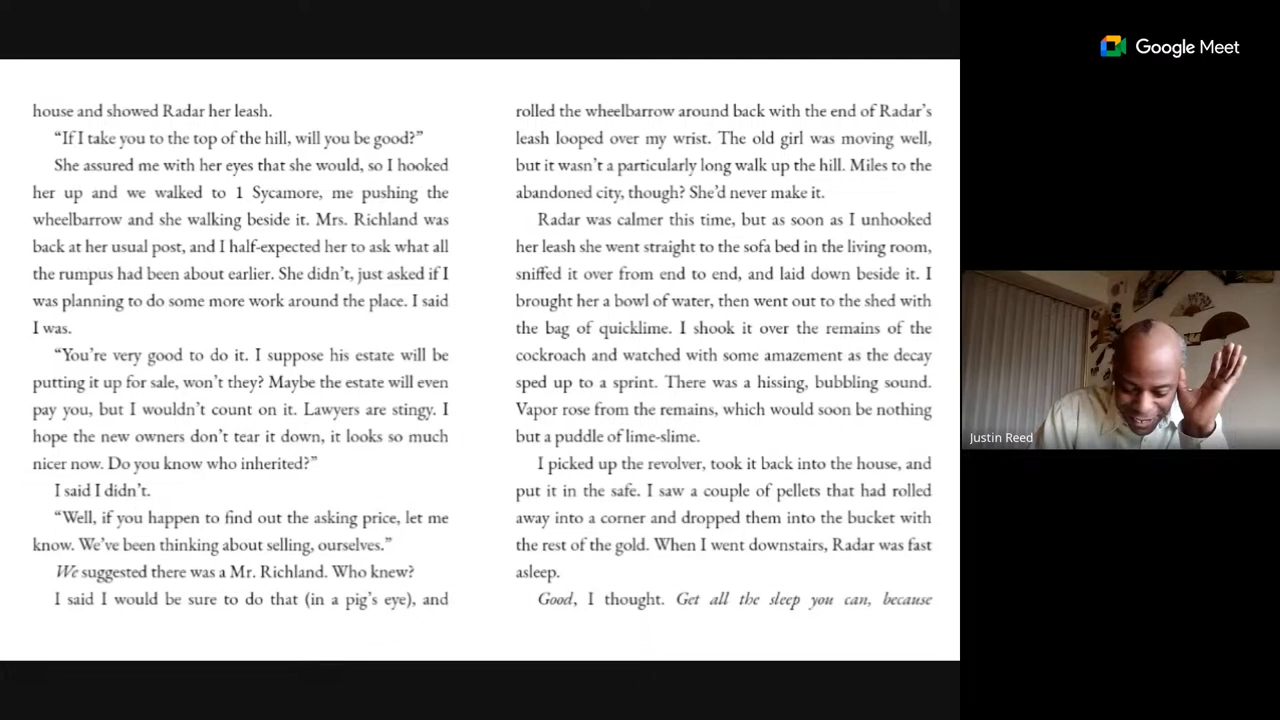 house and showed Radar her leash.
“If I take you to the top of the hill, will you be good?”
She assured me with her eyes that she would, so I hooked
her up and we walked to 1 Sycamore, me pushing the
wheelbarrow and she walking beside it. Mrs. Richland was
back at her usual post, and I half-expected her to ask what all
the rumpus had been about earlier. She didn’t, just asked if I
was planning to do some more work around the place. I said
I was.
“You’re very good to do it. I suppose his estate will be
putting it up for sale, won’t they? Maybe the estate will even
pay you, but I wouldn’t count on it. Lawyers are stingy. I
hope the new owners don’t tear it down, it looks so much
nicer now. Do you know who inherited?”
I said I didn’t.
“Well, if you happen to find out the asking price, let me
know. We’ve been thinking about selling, ourselves.”
We suggested there was a Mr. Richland. Who knew?
I said I would be sure to do that (in a pig’s eye), and
rolled the wheelbarrow around back with the end of Radar’s
leash looped over my wrist. The old girl was moving well,
but it wasn’t a particularly long walk up the hill. Miles to the
abandoned city, though? She’d never make it.
Radar was calmer this time, but as soon as I unhooked
her leash she went straight to the sofa bed in the living room,
sniffed it over from end to end, and laid down beside it. I
brought her a bowl of water, then went out to the shed with
the bag of quicklime. I shook it over the remains of the
cockroach and watched with some amazement as the decay
sped up to a sprint. There was a hissing, bubbling sound.
Vapor rose from the remains, which would soon be nothing
but a puddle of lime-slime.
I picked up the revolver, took it back into the house, and
put it in the safe. I saw a couple of pellets that had rolled
away into a corner and dropped them into the bucket with
the rest of the gold. When I went downstairs, Radar was fast
asleep.
Good, I thought. Get all the sleep you can, because
Google Meet
Justin Reed